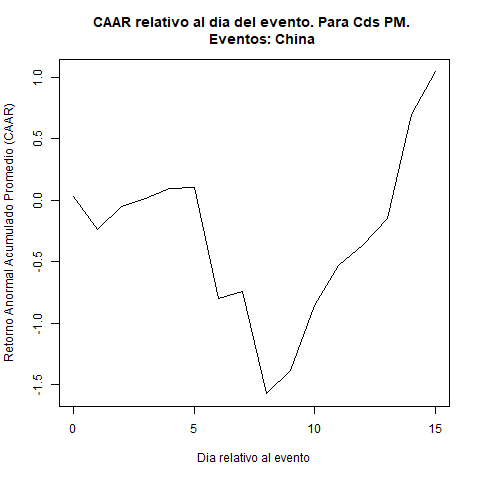 CAAR relativo al dia del evento. Para Cds PM.
Eventos: China
Retorno Anormal Acumulado Promedio (CAAR)
1.0
0.5
0.0
-0.5
-1.0
-1.5
0 5 10 15
Dia relativo al evento